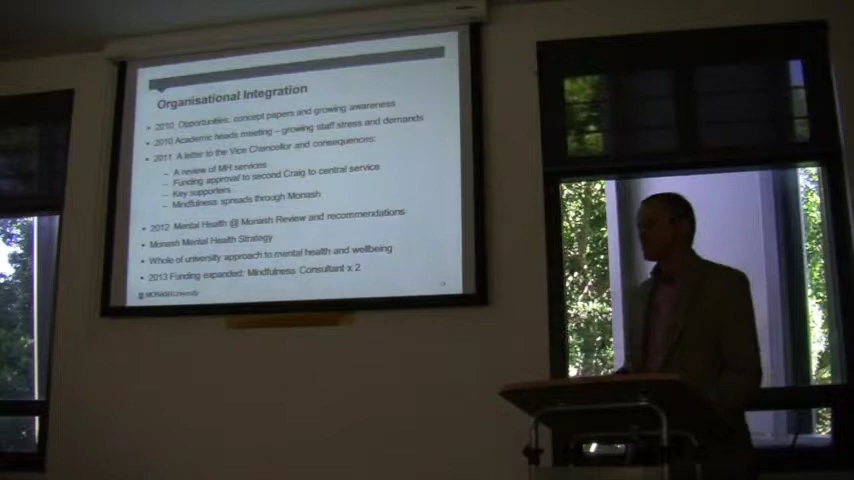 Organisational Integration
• 2010 Opportunities, concept papers and growing awareness
• 2010 Academic heads meeting – growing staff stress and demands
• 2011 A letter to the Vice Chancellor and consequences:
– A review of MH services
– Funding approval to second Craig to central service
– Key supporters...
– Mindfulness spreads through Monash
• 2012 Mental Health @ Monash Review and recommendations
• Monash Mental Health Strategy
• Whole of university approach to mental health and wellbeing
• 2013 Funding expanded: Mindfulness Consultant x 2
MONASH University